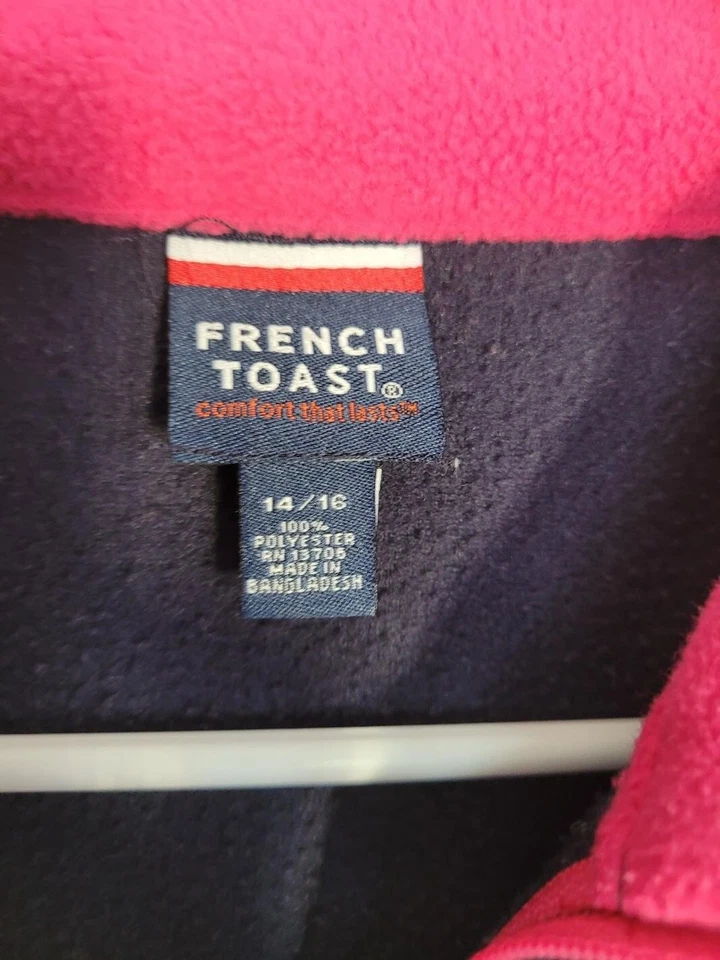 FRENCH
TOAST®
comfort that lasts™
14/16
100%
POLYESTER
RN 13706
MADE IN
BANGLADESH